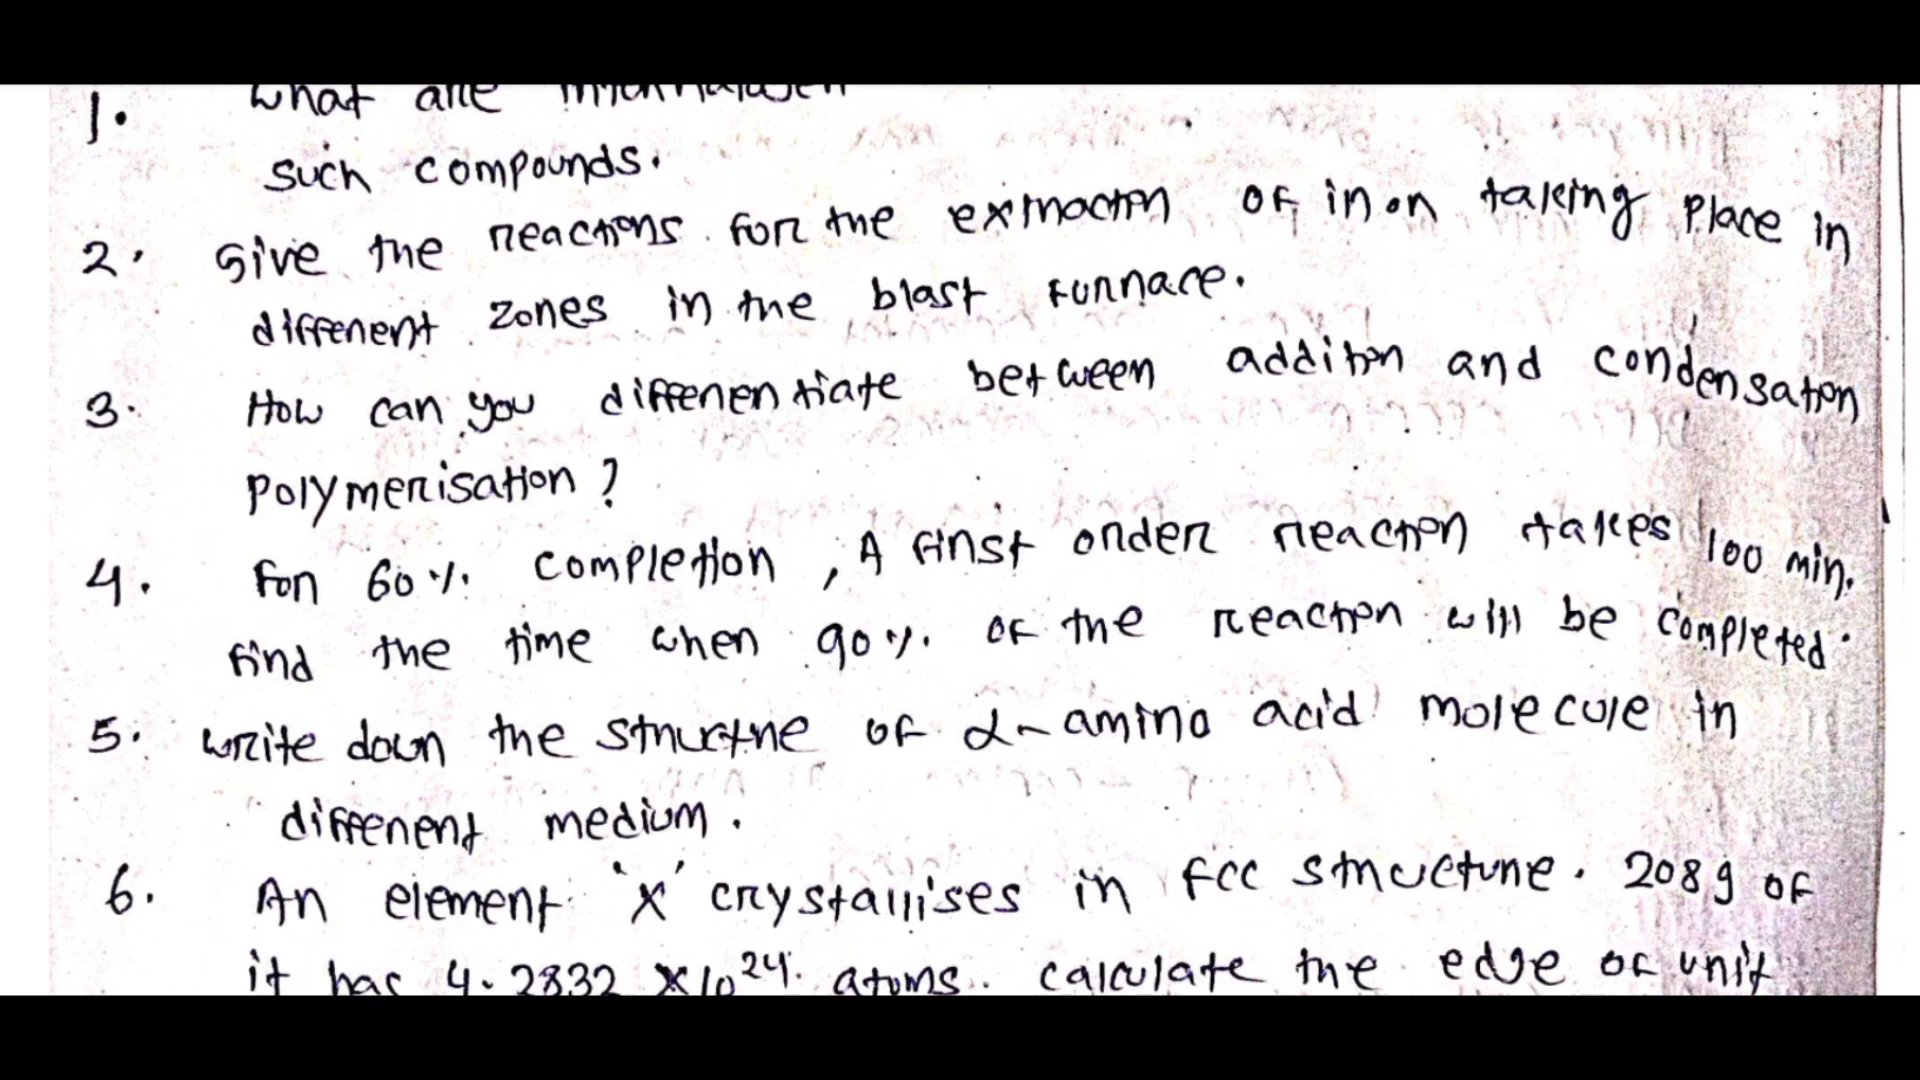 1. what are interhalogen
such compounds.
2. Give the reactions for the extraction of iron taking place in
different zones in the blast furnace.
3. How can you differentiate between addition and condensation
polymerisation ?
4. For 60 %. completion, A first order reaction takes 100 min.
find the time when 90 %. of the reaction will be completed.
5. write down the structure of α-amino acid molecule in
different medium.
6. An element 'X' crystallises in fcc structure. 208 g of
it has 4.2832 x 10^24 atoms. calculate the edge of unit